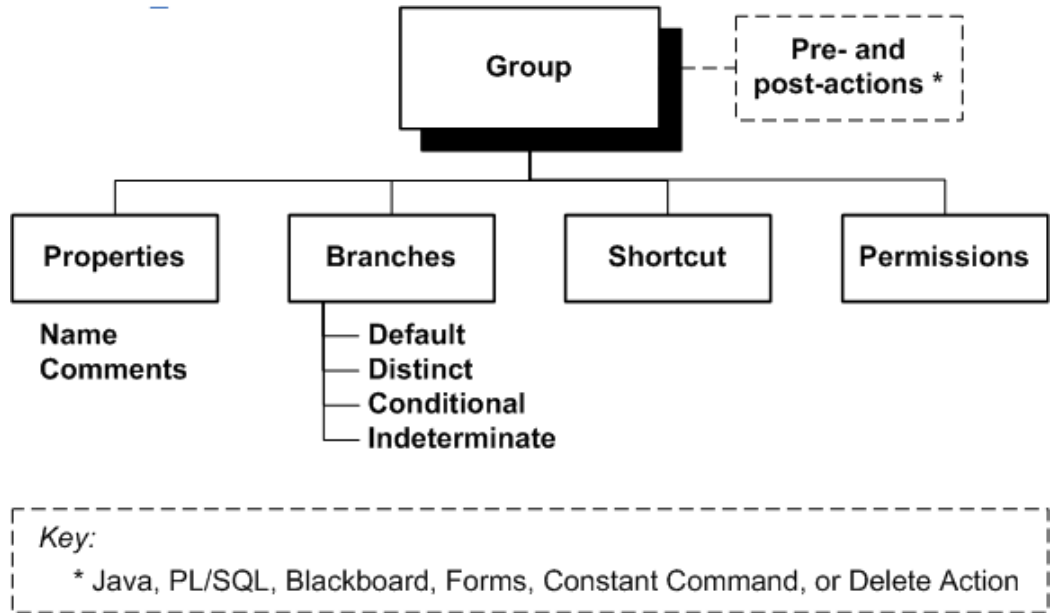 Group
Pre- and
post-actions *
Properties
Branches
Shortcut
Permissions
Name
Comments
Default
Distinct
Conditional
Indeterminate
Key:
* Java, PL/SQL, Blackboard, Forms, Constant Command, or Delete Action